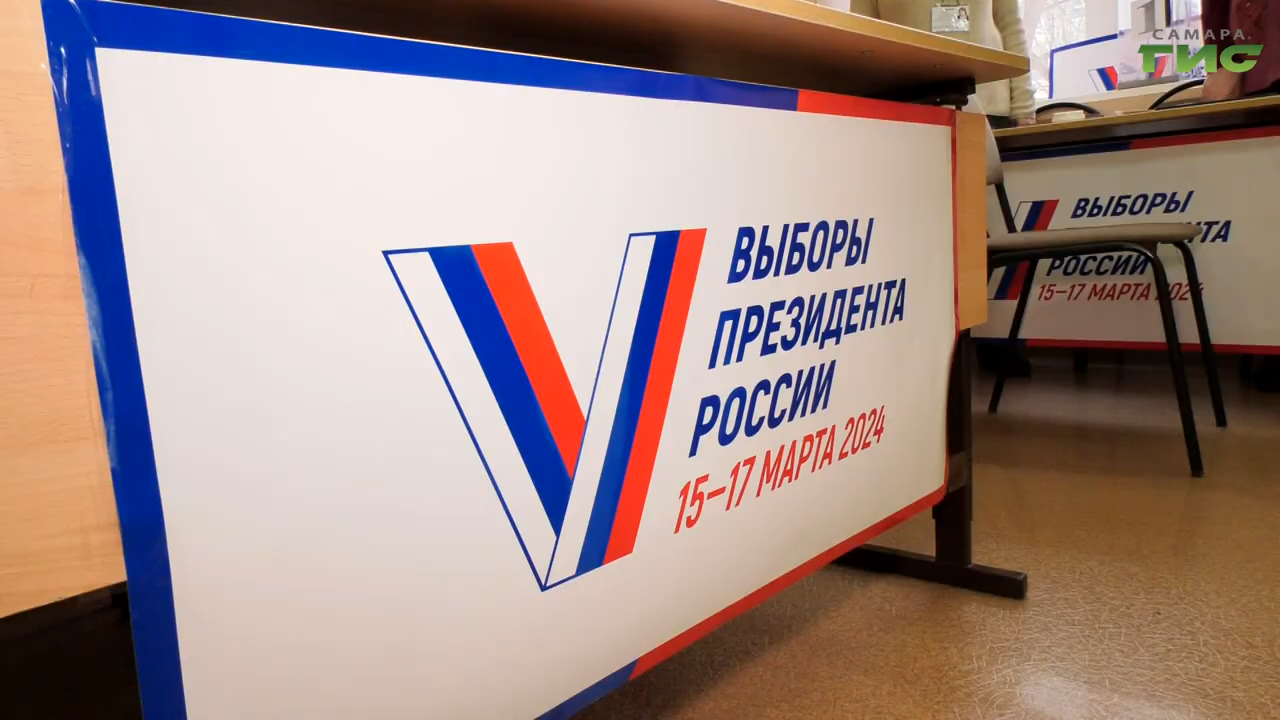 САМАРА.
ГИС
ВЫБОРЫ
ПРЕЗИДЕНТА
РОССИИ
15–17 МАРТА 2024
ВЫБОРЫ
РОССИИ
15–17 МАРТА 2024